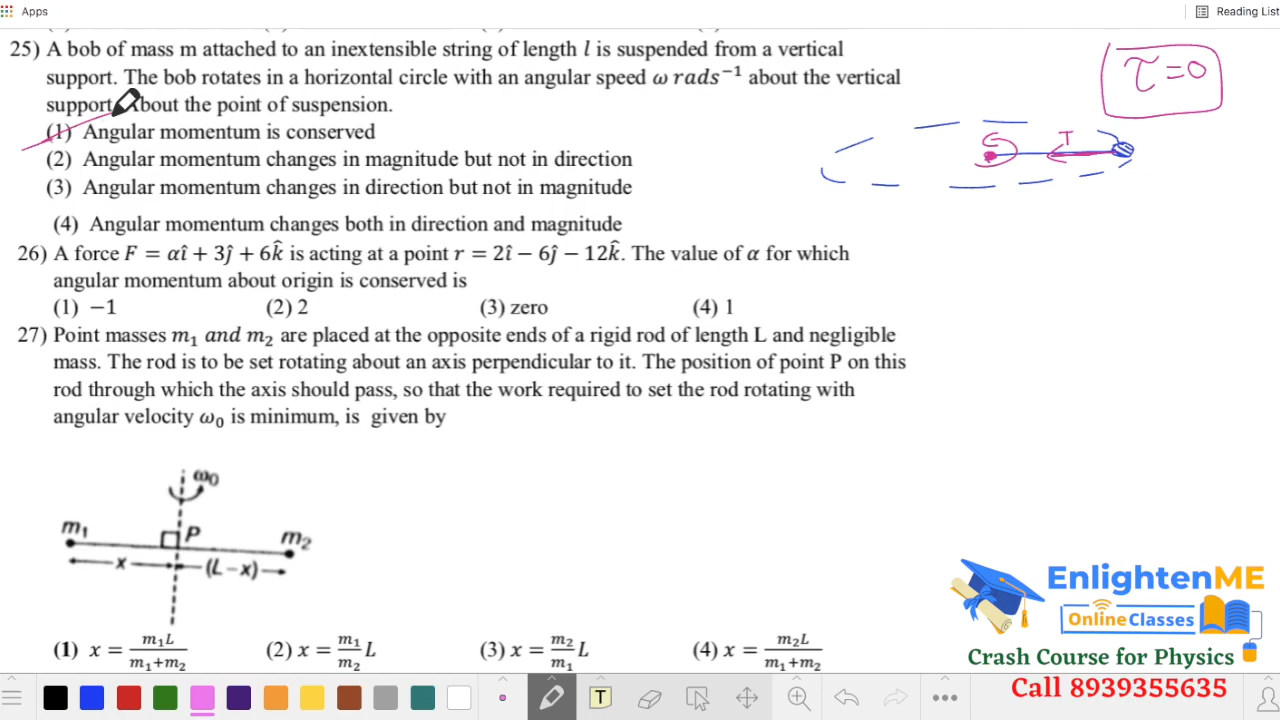 Apps
Reading List
25) A bob of mass m attached to an inextensible string of length l is suspended from a vertical
support. The bob rotates in a horizontal circle with an angular speed ω rads⁻¹ about the vertical
support. About the point of suspension.
(1) Angular momentum is conserved
(2) Angular momentum changes in magnitude but not in direction
(3) Angular momentum changes in direction but not in magnitude
(4) Angular momentum changes both in direction and magnitude
τ = 0
T
26) A force F = αî + 3ĵ + 6k̂ is acting at a point r = 2î − 6ĵ − 12k̂. The value of α for which
angular momentum about origin is conserved is
(1) −1 (2) 2 (3) zero (4) 1
27) Point masses m₁ and m₂ are placed at the opposite ends of a rigid rod of length L and negligible
mass. The rod is to be set rotating about an axis perpendicular to it. The position of point P on this
rod through which the axis should pass, so that the work required to set the rod rotating with
angular velocity ω₀ is minimum, is given by
ω₀
m₁ P m₂
x (L−x)
(1) x = m₁L/m₁+m₂ (2) x = m₁/m₂ L (3) x = m₂/m₁ L (4) x = m₂L/m₁+m₂
EnlightenME
Online Classes
Crash Course for Physics
Call 8939355635
T